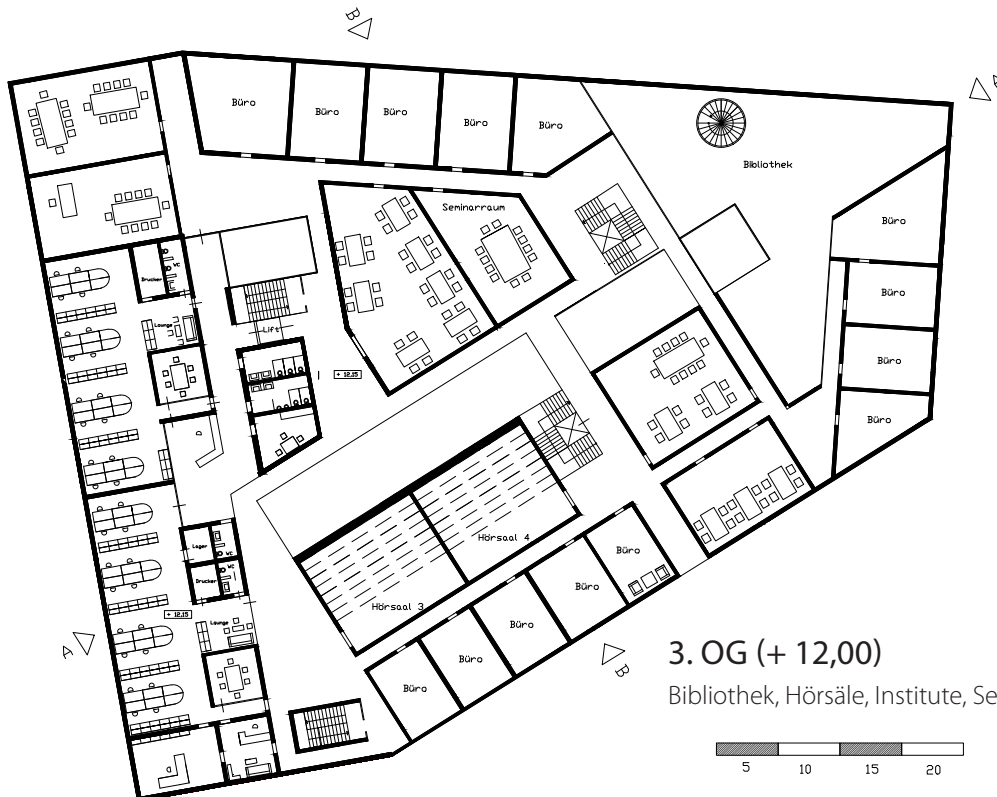 B
A
Büro
Büro
Büro
Büro
Büro
Bibliothek
Seminarraum
Büro
Büro
Büro
Büro
Drucker
WC
Lounge
Lift
+ 12,15
Hörsaal 4
Hörsaal 3
Lager
WC
WC
Drucker
+ 12,15
Lounge
Büro
Büro
Büro
Büro
Büro
A
B
3. OG (+ 12,00)
Bibliothek, Hörsäle, Institute, Se
5 10 15 20